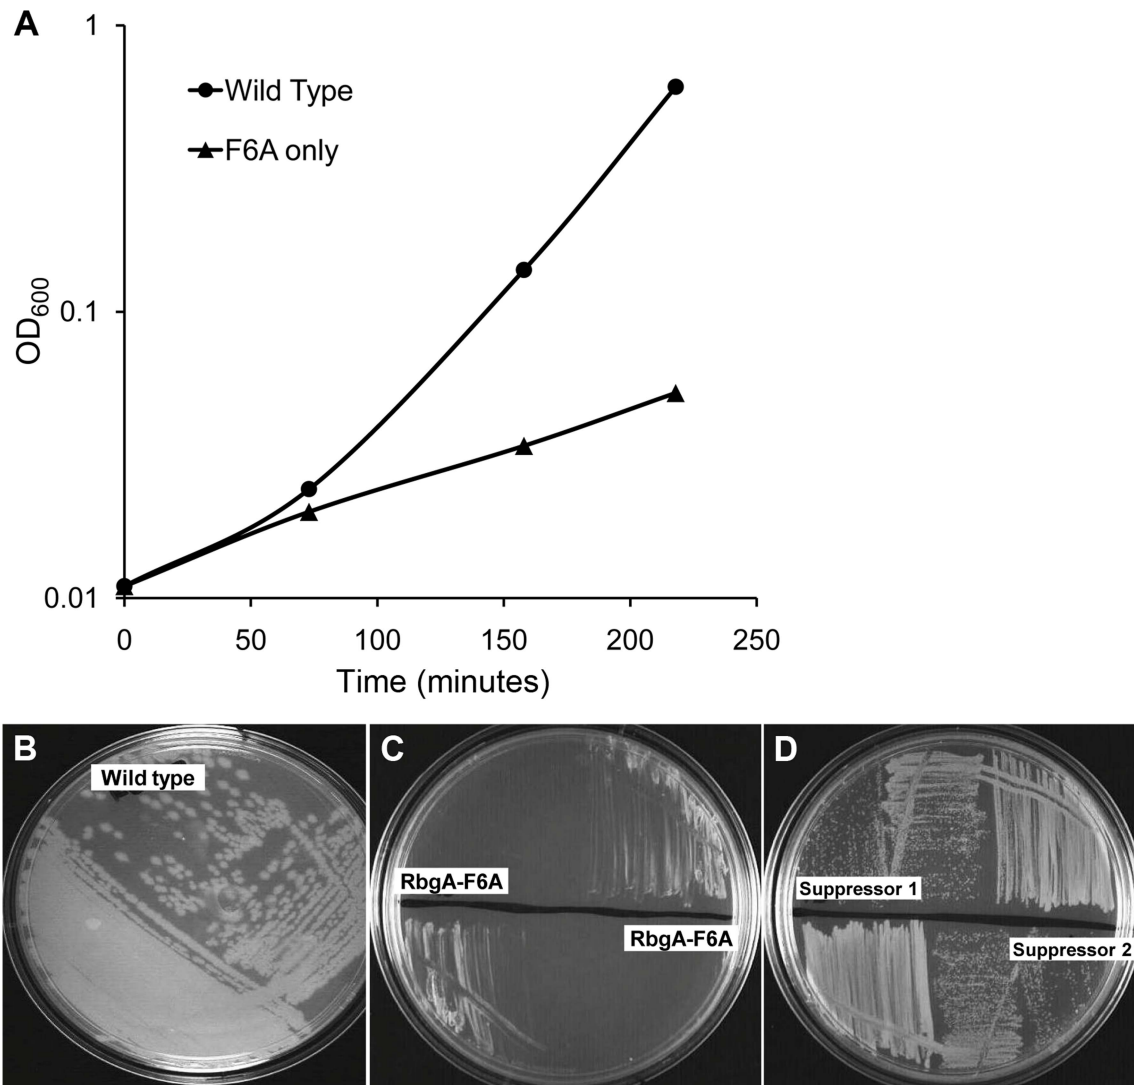 A
1
Wild Type
F6A only
OD600
0.1
0.01
0
50
100
150
200
250
Time (minutes)
B
Wild type
C
RbgA-F6A
RbgA-F6A
D
Suppressor 1
Suppressor 2